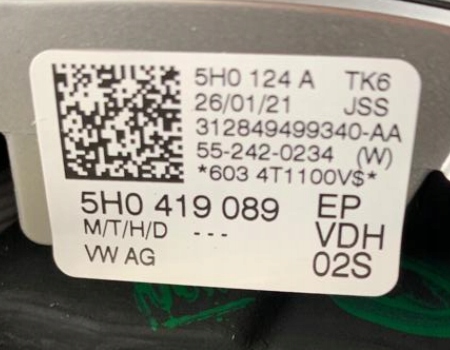 5H0 124 A TK6
26/01/21 JSS
312849499340-AA
55-242-0234 (W)
*603 4T1100V$*
5H0 419 089 EP
M/T/H/D --- VDH
VW AG 02S